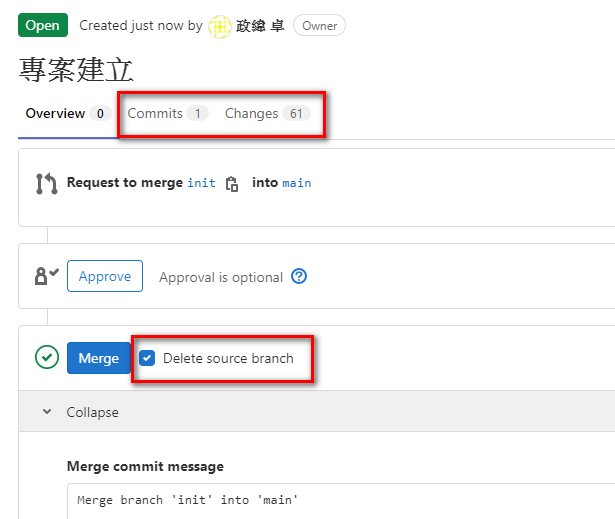 Open Created just now by 政緯 卓 Owner
專案建立
Overview 0 Commits 1 Changes 61
Request to merge init into main
Approve Approval is optional ?
Merge Delete source branch
Collapse
Merge commit message
Merge branch 'init' into 'main'